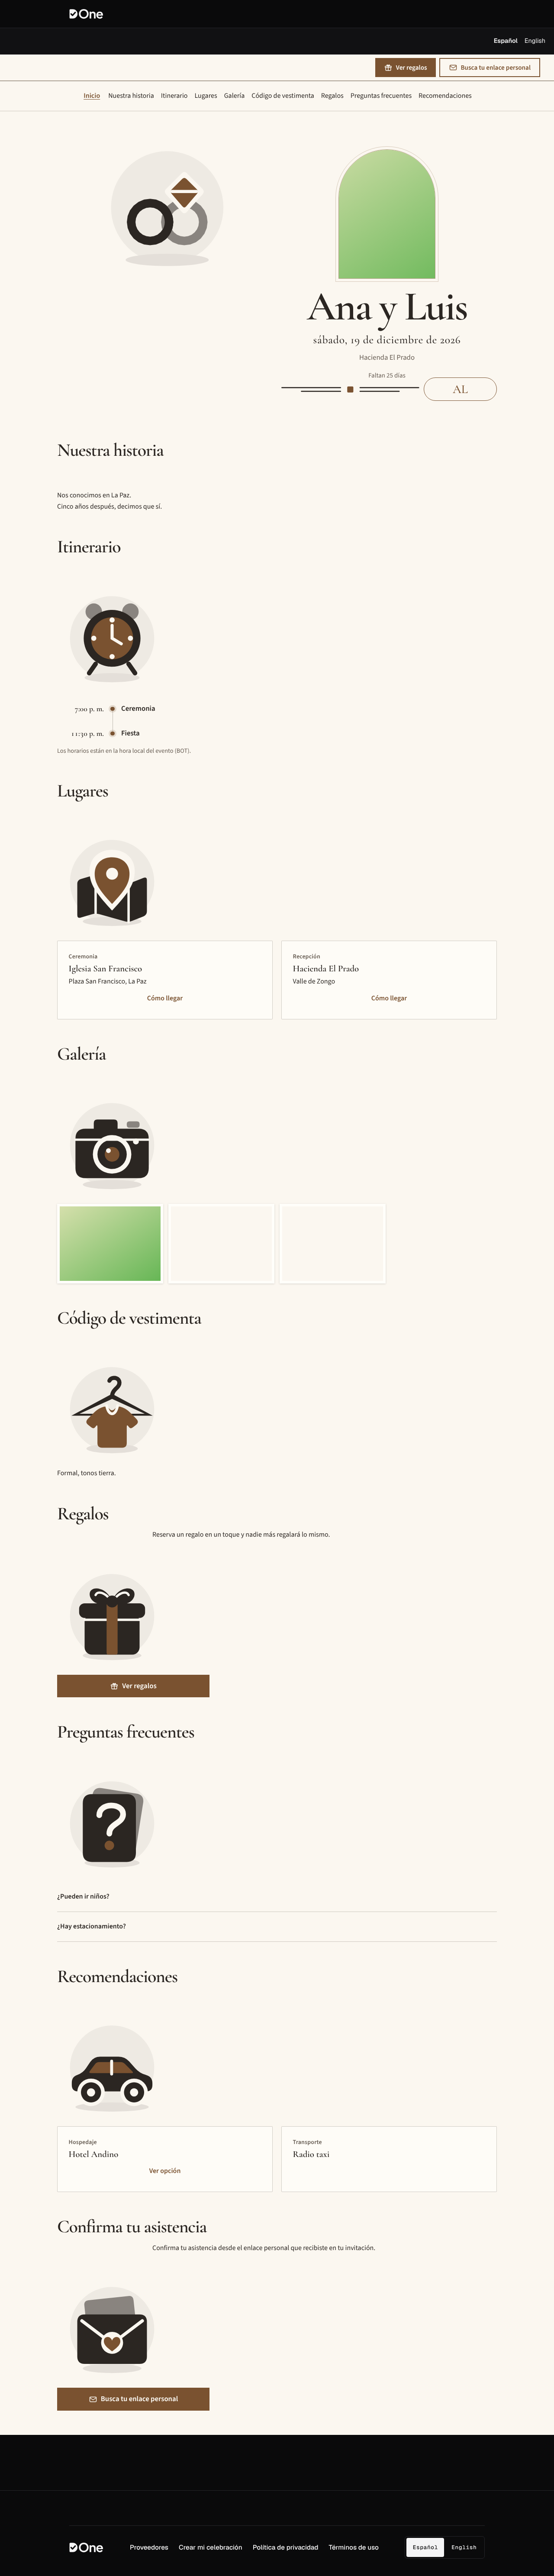 One
Español English
Ver regalos Busca tu enlace personal
Inicio Nuestra historia Itinerario Lugares Galería Código de vestimenta Regalos Preguntas frecuentes Recomendaciones
Ana y Luis
sábado, 19 de diciembre de 2026
Hacienda El Prado
Faltan 25 días
AL
Nuestra historia
Nos conocimos en La Paz.
Cinco años después, decimos que sí.
Itinerario
7:00 p. m. Ceremonia
11:30 p. m. Fiesta
Los horarios están en la hora local del evento (BOT).
Lugares
Ceremonia
Iglesia San Francisco
Plaza San Francisco, La Paz
Cómo llegar
Recepción
Hacienda El Prado
Valle de Zongo
Cómo llegar
Galería
Código de vestimenta
Formal, tonos tierra.
Regalos
Reserva un regalo en un toque y nadie más regalará lo mismo.
Ver regalos
Preguntas frecuentes
?
¿Pueden ir niños?
¿Hay estacionamiento?
Recomendaciones
Hospedaje
Hotel Andino
Ver opción
Transporte
Radio taxi
Confirma tu asistencia
Confirma tu asistencia desde el enlace personal que recibiste en tu invitación.
Busca tu enlace personal
One Proveedores Crear mi celebración Política de privacidad Términos de uso Español English